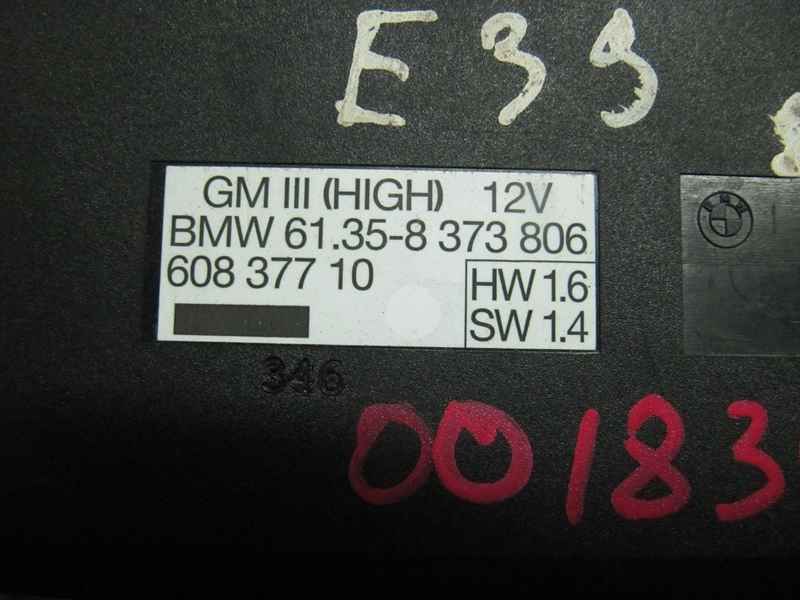 E39
GM III (HIGH) 12V
BMW 61.35-8 373 806
608 377 10
HW 1.6
SW 1.4
346
00183